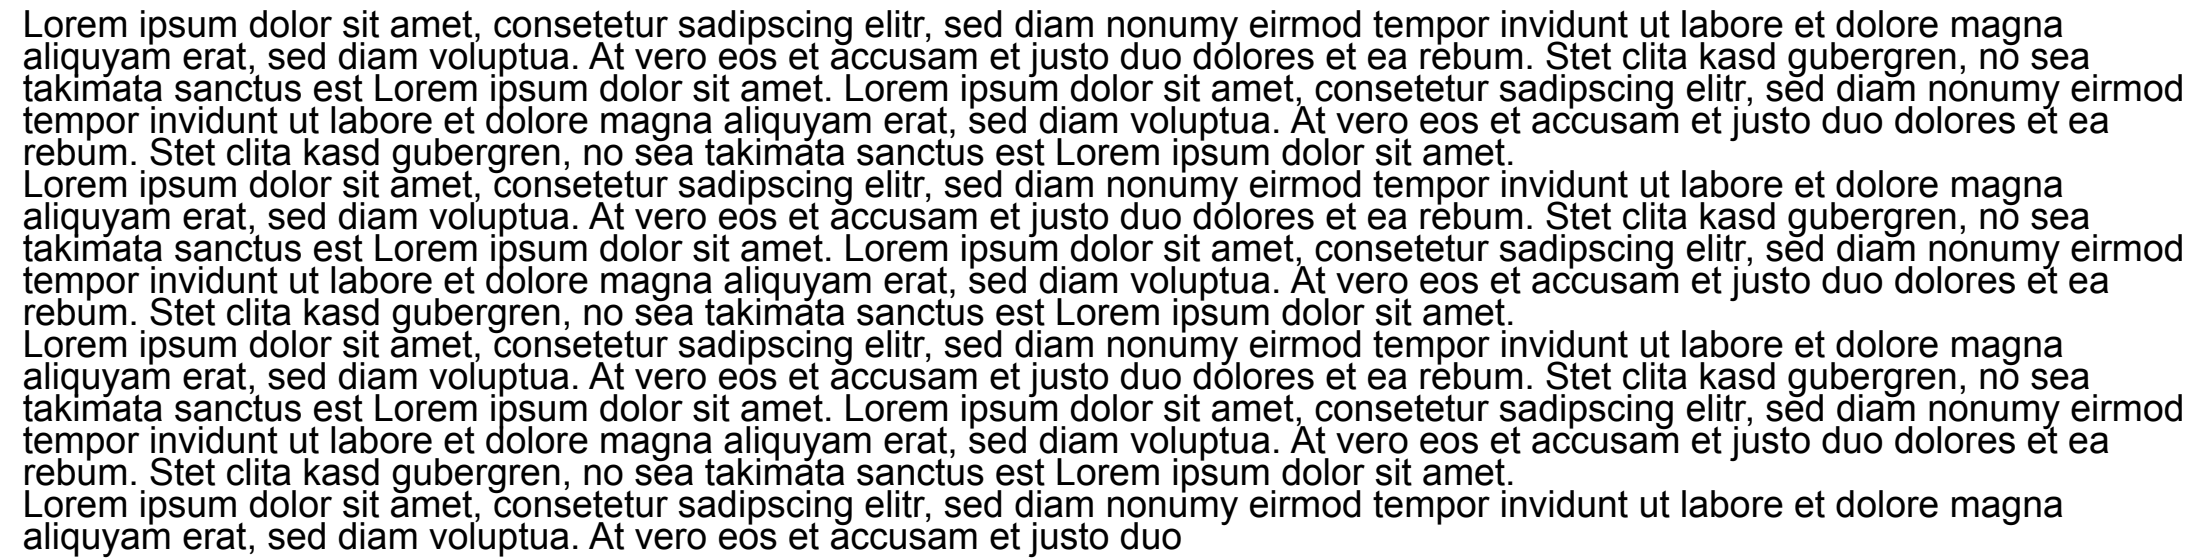 Lorem ipsum dolor sit amet, consetetur sadipscing elitr, sed diam nonumy eirmod tempor invidunt ut labore et dolore magna
aliquyam erat, sed diam voluptua. At vero eos et accusam et justo duo dolores et ea rebum. Stet clita kasd gubergren, no sea
takimata sanctus est Lorem ipsum dolor sit amet. Lorem ipsum dolor sit amet, consetetur sadipscing elitr, sed diam nonumy eirmod
tempor invidunt ut labore et dolore magna aliquyam erat, sed diam voluptua. At vero eos et accusam et justo duo dolores et ea
rebum. Stet clita kasd gubergren, no sea takimata sanctus est Lorem ipsum dolor sit amet.
Lorem ipsum dolor sit amet, consetetur sadipscing elitr, sed diam nonumy eirmod tempor invidunt ut labore et dolore magna
aliquyam erat, sed diam voluptua. At vero eos et accusam et justo duo dolores et ea rebum. Stet clita kasd gubergren, no sea
takimata sanctus est Lorem ipsum dolor sit amet. Lorem ipsum dolor sit amet, consetetur sadipscing elitr, sed diam nonumy eirmod
tempor invidunt ut labore et dolore magna aliquyam erat, sed diam voluptua. At vero eos et accusam et justo duo dolores et ea
rebum. Stet clita kasd gubergren, no sea takimata sanctus est Lorem ipsum dolor sit amet.
Lorem ipsum dolor sit amet, consetetur sadipscing elitr, sed diam nonumy eirmod tempor invidunt ut labore et dolore magna
aliquyam erat, sed diam voluptua. At vero eos et accusam et justo duo dolores et ea rebum. Stet clita kasd gubergren, no sea
takimata sanctus est Lorem ipsum dolor sit amet. Lorem ipsum dolor sit amet, consetetur sadipscing elitr, sed diam nonumy eirmod
tempor invidunt ut labore et dolore magna aliquyam erat, sed diam voluptua. At vero eos et accusam et justo duo dolores et ea
rebum. Stet clita kasd gubergren, no sea takimata sanctus est Lorem ipsum dolor sit amet.
Lorem ipsum dolor sit amet, consetetur sadipscing elitr, sed diam nonumy eirmod tempor invidunt ut labore et dolore magna
aliquyam erat, sed diam voluptua. At vero eos et accusam et justo duo